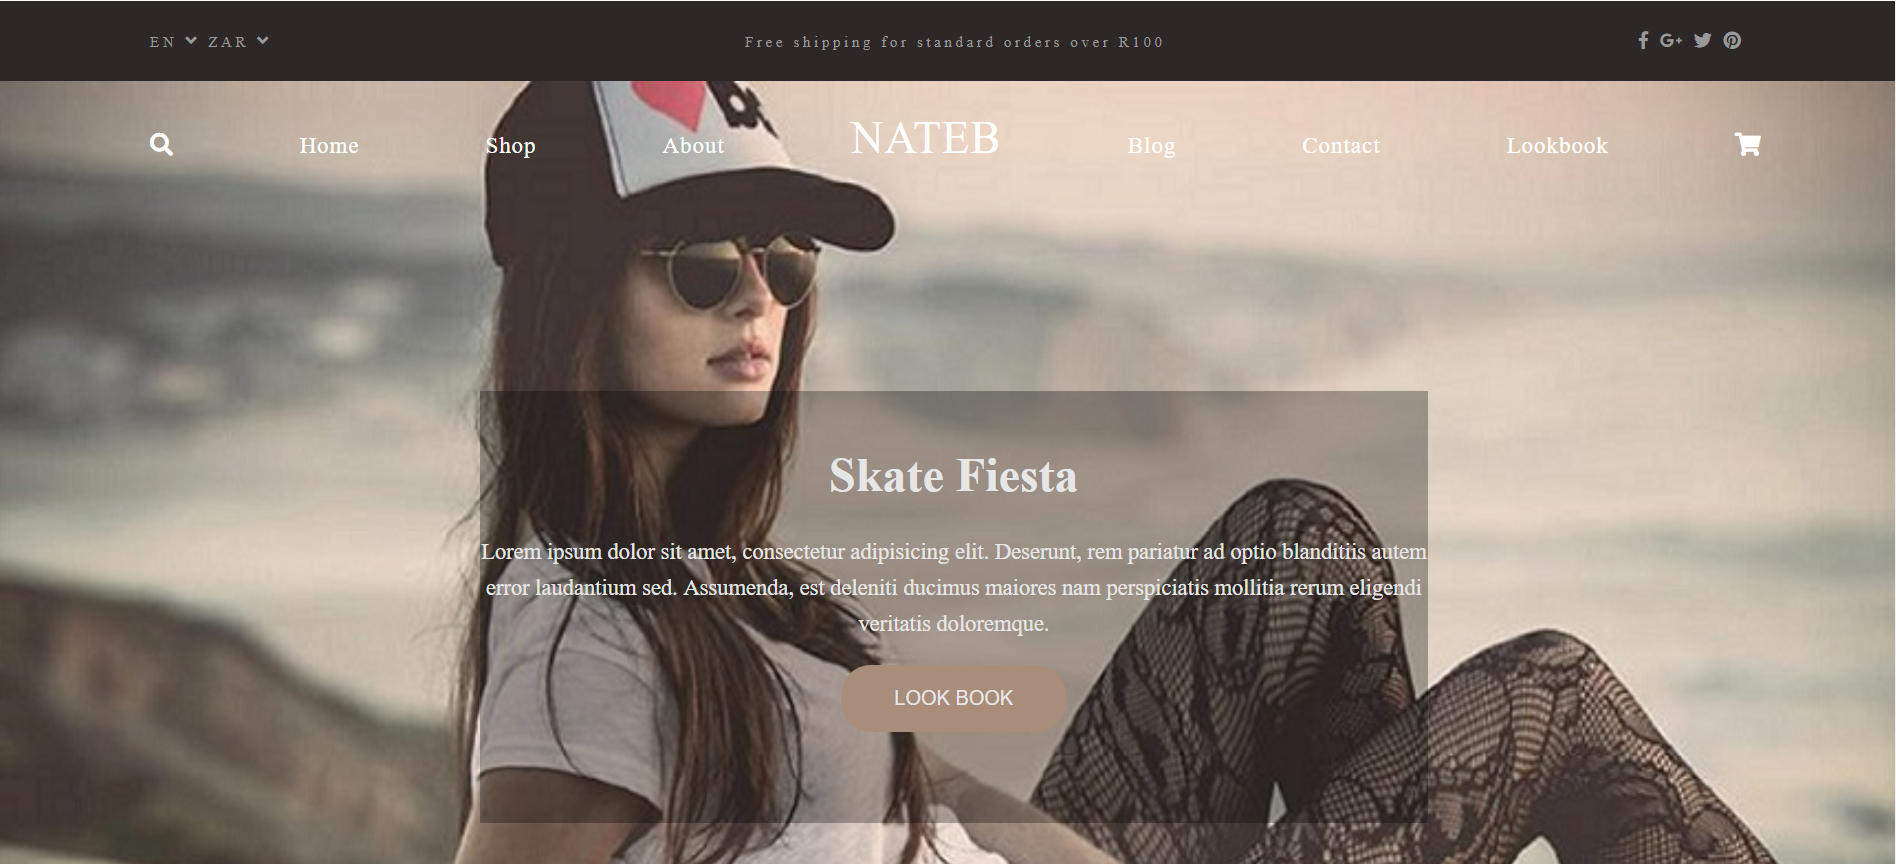 EN ZAR
Free shipping for standard orders over R100
Home Shop About NATEB Blog Contact Lookbook
Skate Fiesta
Lorem ipsum dolor sit amet, consectetur adipisicing elit. Deserunt, rem pariatur ad optio blanditiis autem
error laudantium sed. Assumenda, est deleniti ducimus maiores nam perspiciatis mollitia rerum eligendi
veritatis doloremque.
LOOK BOOK